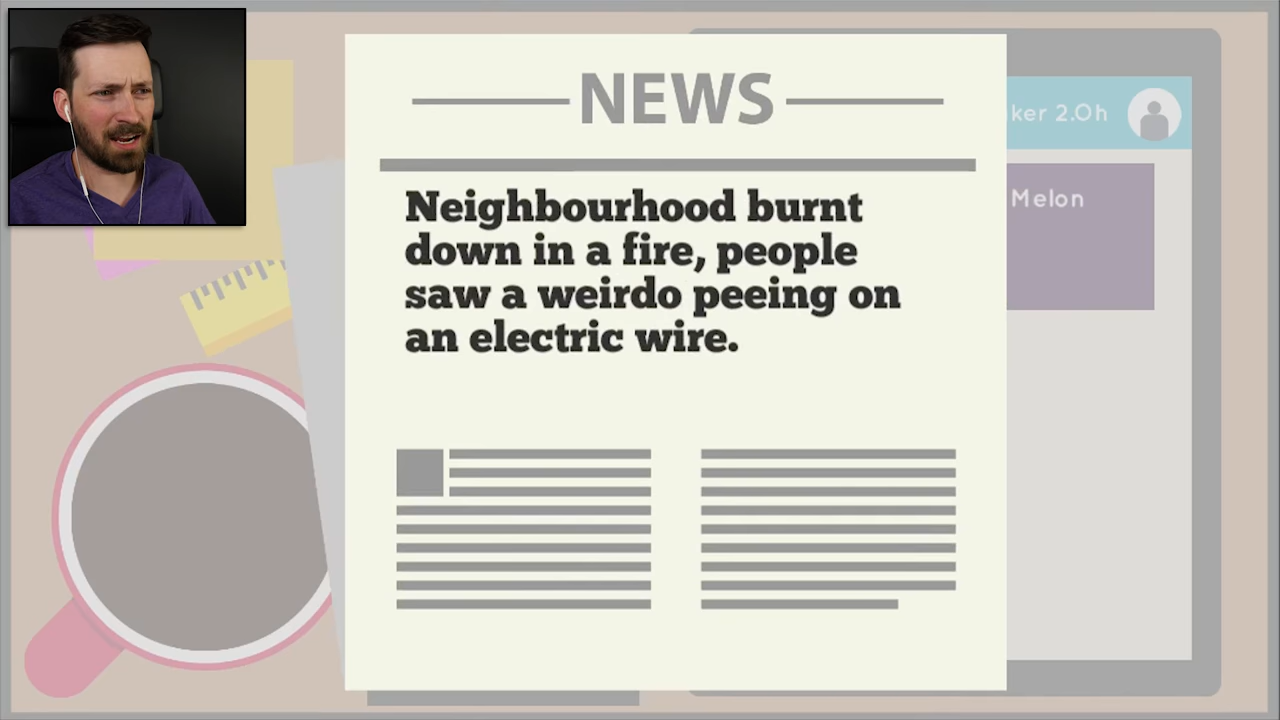 NEWS
ker 2.0h
Melon
Neighbourhood burnt
down in a fire, people
saw a weirdo peeing on
an electric wire.